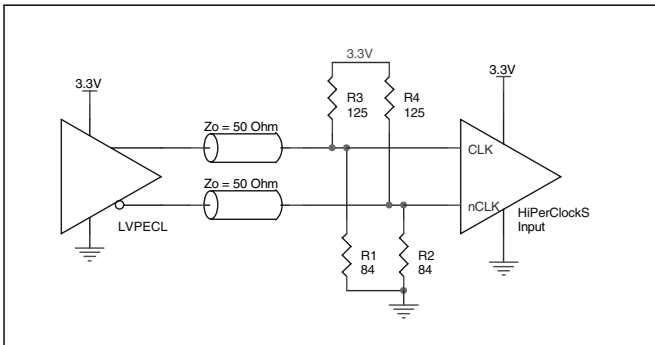 3.3V
3.3V
3.3V
R3
125
R4
125
Zo = 50 Ohm
CLK
Zo = 50 Ohm
nCLK
HiPerClockS
Input
LVPECL
R1
84
R2
84